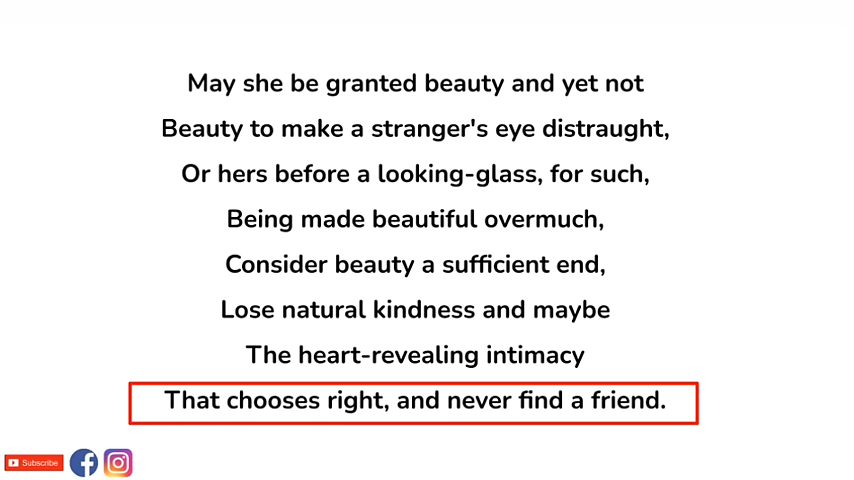 May she be granted beauty and yet not
Beauty to make a stranger's eye distraught,
Or hers before a looking-glass, for such,
Being made beautiful overmuch,
Consider beauty a sufficient end,
Lose natural kindness and maybe
The heart-revealing intimacy
That chooses right, and never find a friend.
Subscribe